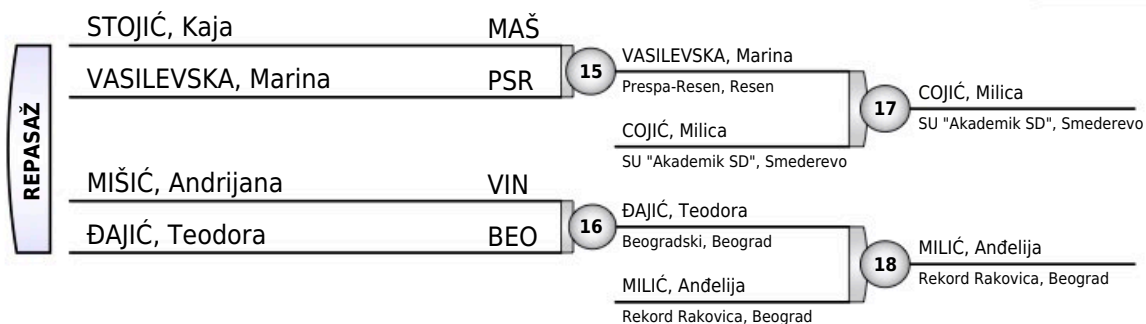 REPASAŽ
STOJIĆ, Kaja MAŠ
VASILEVSKA, Marina PSR
15
VASILEVSKA, Marina
Prespa-Resen, Resen
COJIĆ, Milica
SU "Akademik SD", Smederevo
17
COJIĆ, Milica
SU "Akademik SD", Smederevo
MIŠIĆ, Andrijana VIN
ĐAJIĆ, Teodora BEO
16
ĐAJIĆ, Teodora
Beogradski, Beograd
MILIĆ, Anđelija
Rekord Rakovica, Beograd
18
MILIĆ, Anđelija
Rekord Rakovica, Beograd